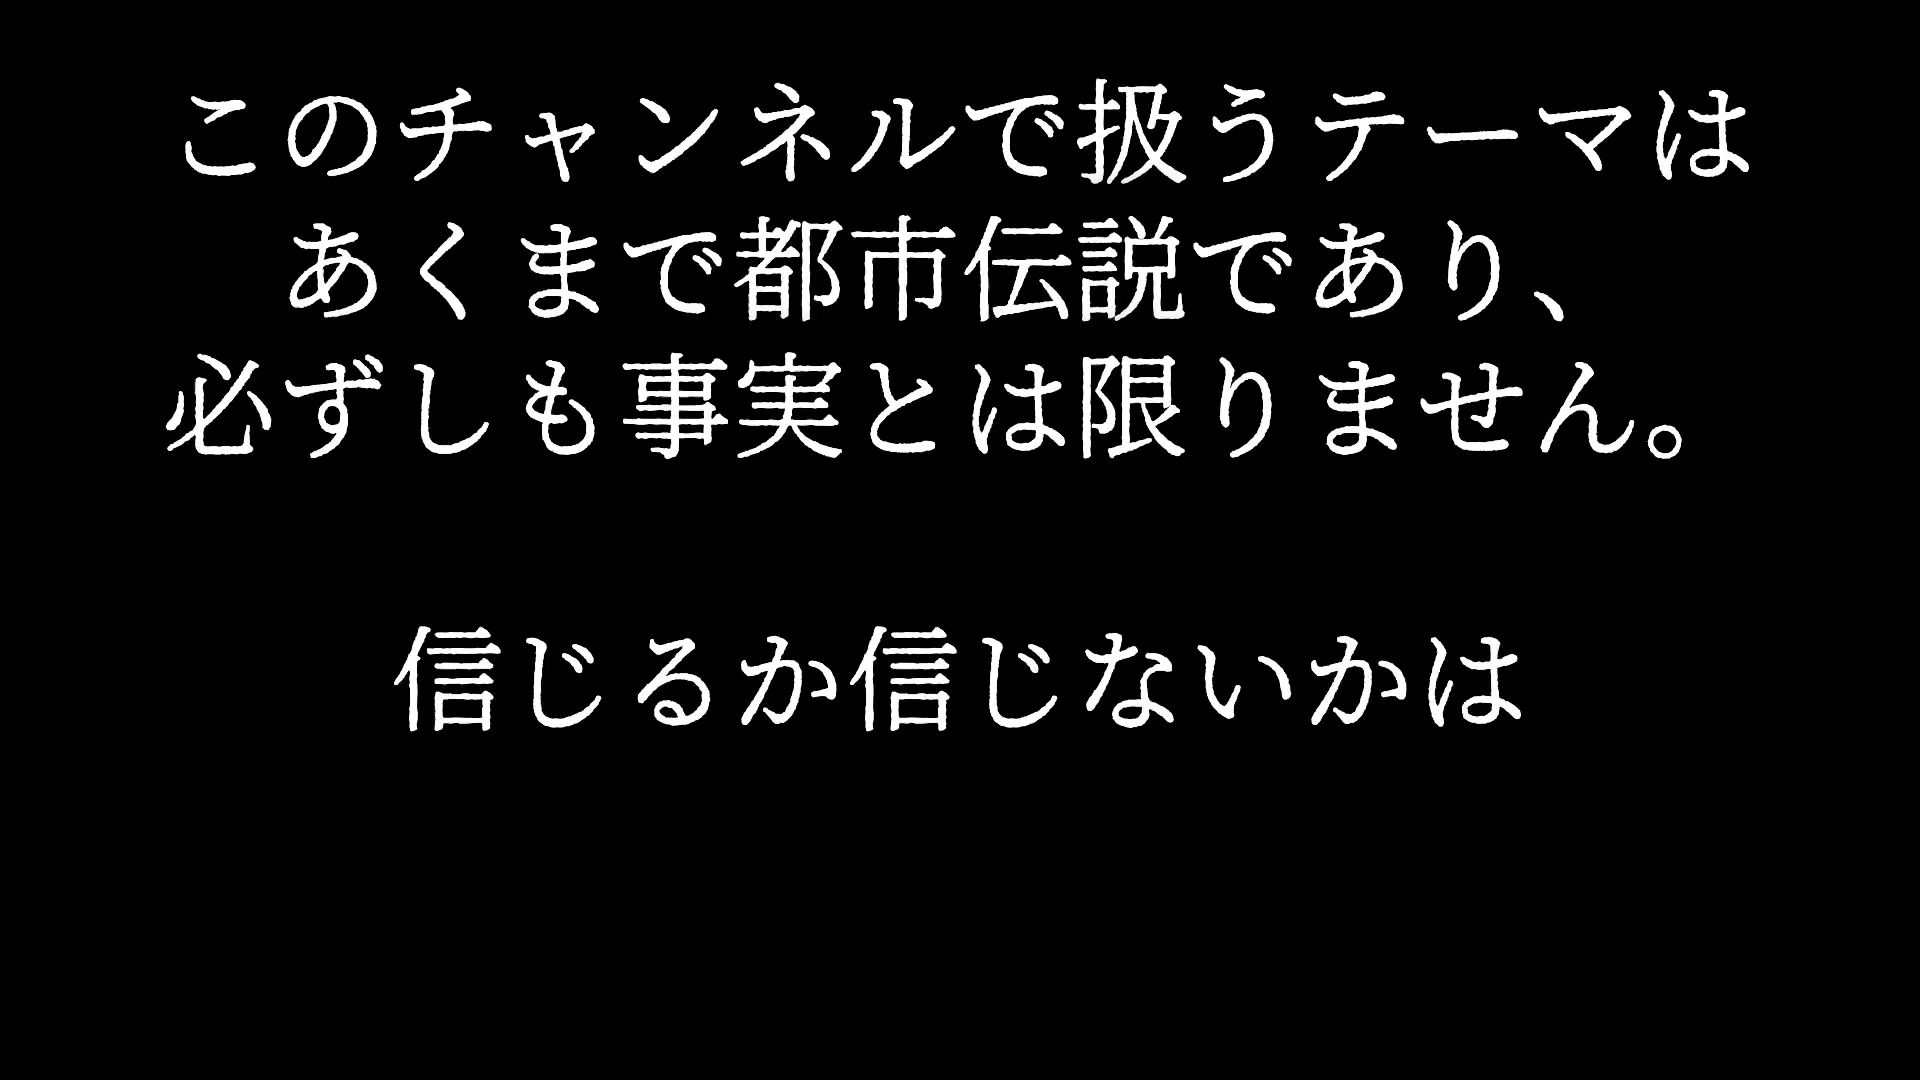 このチャンネルで扱うテーマは
あくまで都市伝説であり、
必ずしも事実とは限りません。
信じるか信じないかは